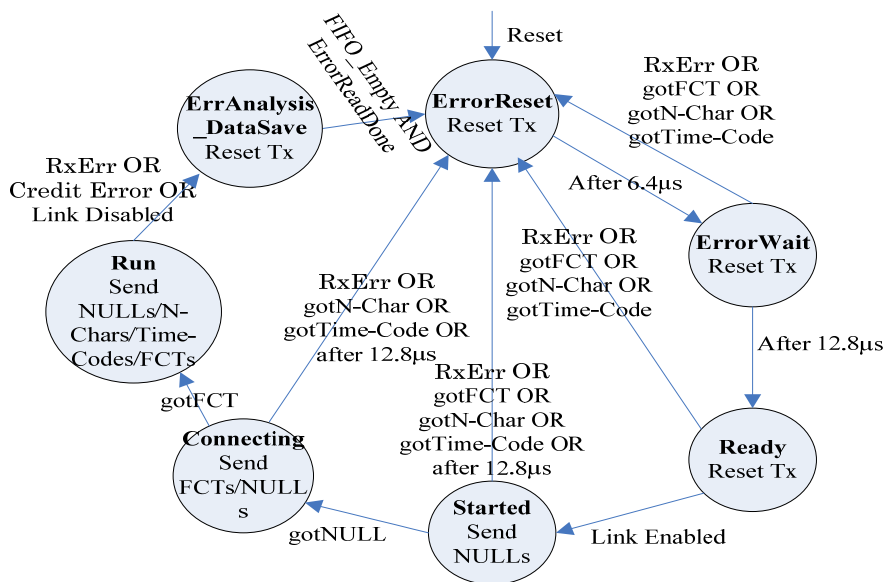 Reset
ErrorReset
Reset Tx
FIFO_Empty AND
ErrorReadDone
ErrAnalysis
_DataSave
Reset Tx
RxErr OR
gotFCT OR
gotN-Char OR
gotTime-Code
After 6.4µs
RxErr OR
Credit Error OR
Link Disabled
ErrorWait
Reset Tx
Run
Send
NULLs/N-
Chars/Time-
Codes/FCTs
RxErr OR
gotN-Char OR
gotTime-Code OR
after 12.8µs
RxErr OR
gotFCT OR
gotN-Char OR
gotTime-Code
After 12.8µs
RxErr OR
gotFCT OR
gotN-Char OR
gotTime-Code OR
after 12.8µs
gotFCT
Connecting
Send
FCTs/NULL
s
Ready
Reset Tx
gotNULL
Started
Send
NULLs
Link Enabled